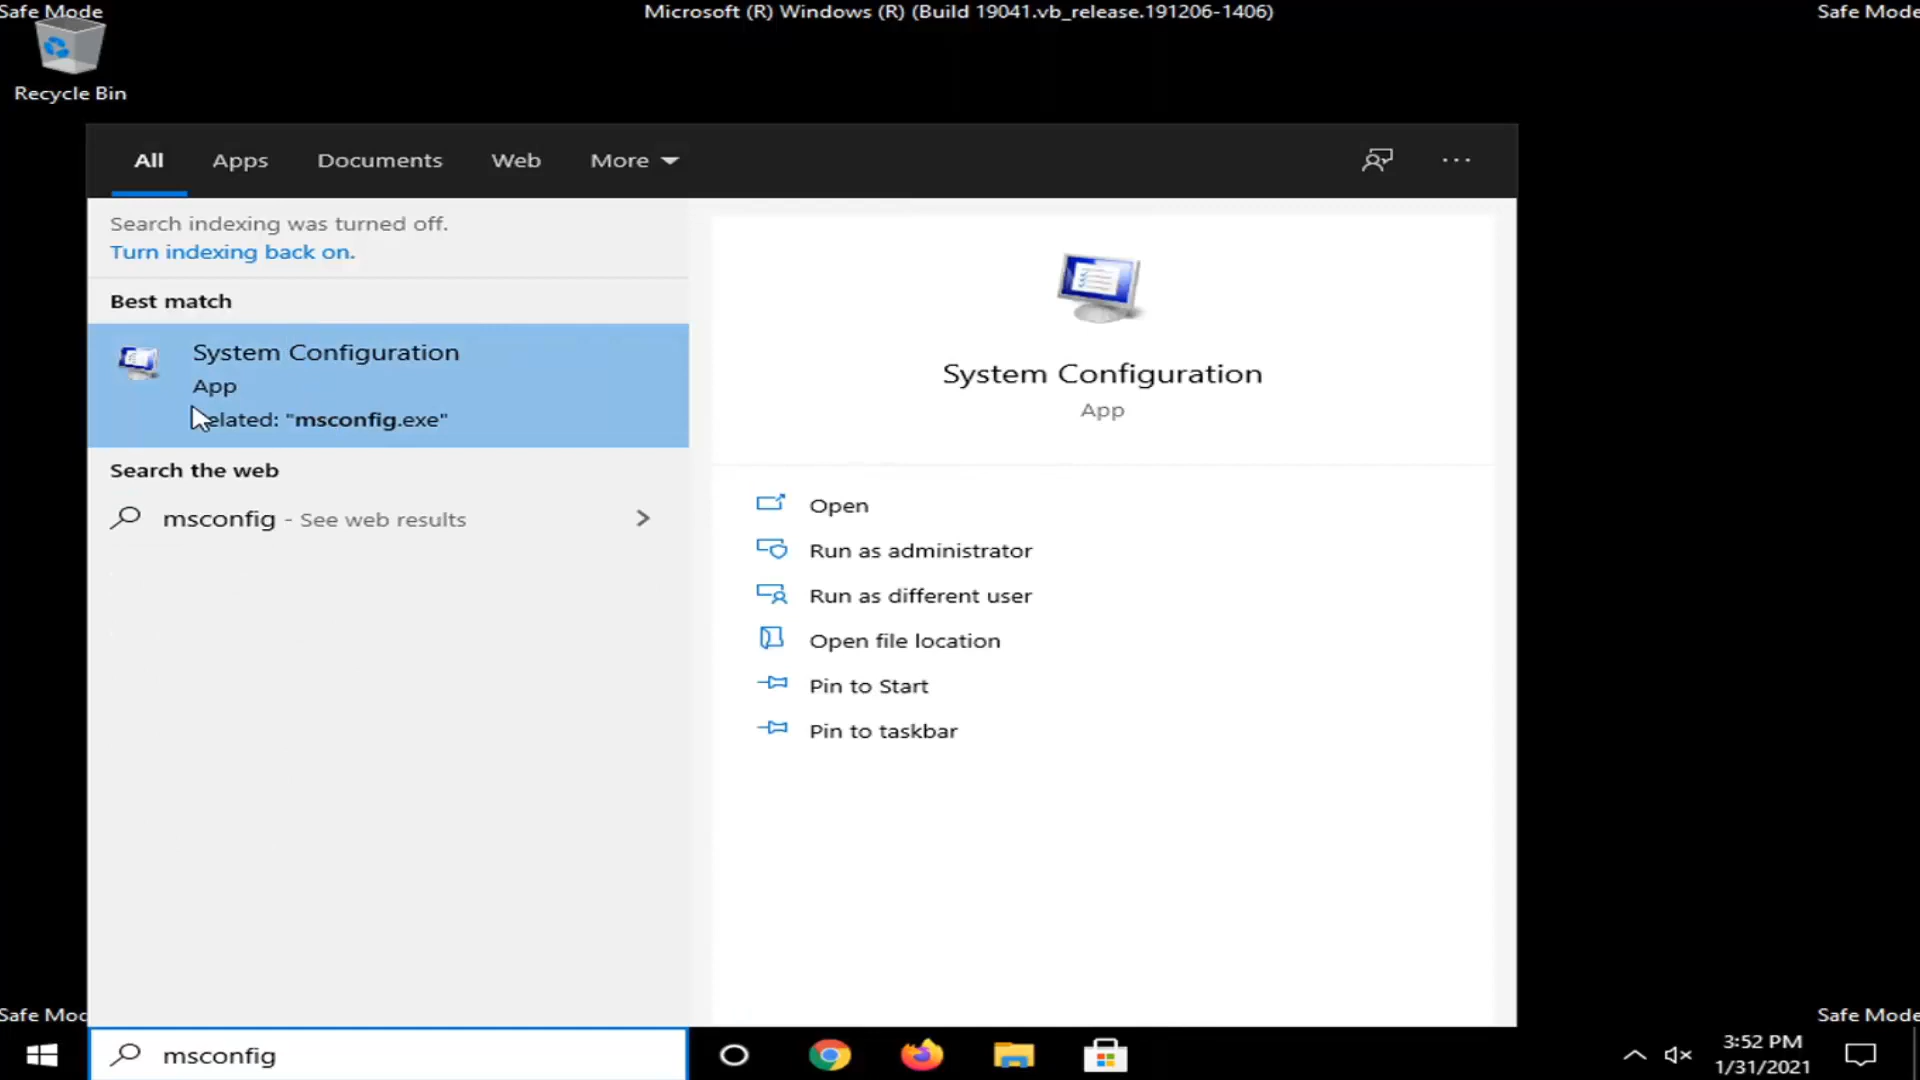 Safe Mode
Microsoft (R) Windows (R) (Build 19041.vb_release.191206-1406)
Safe Mode
Recycle Bin
All
Apps
Documents
Web
More
Search indexing was turned off.
Turn indexing back on.
Best match
System Configuration
App
elated: "msconfig.exe"
Search the web
msconfig - See web results
System Configuration
App
Open
Run as administrator
Run as different user
Open file location
Pin to Start
Pin to taskbar
Safe Mod
Safe Mode
msconfig
3:52 PM
1/31/2021